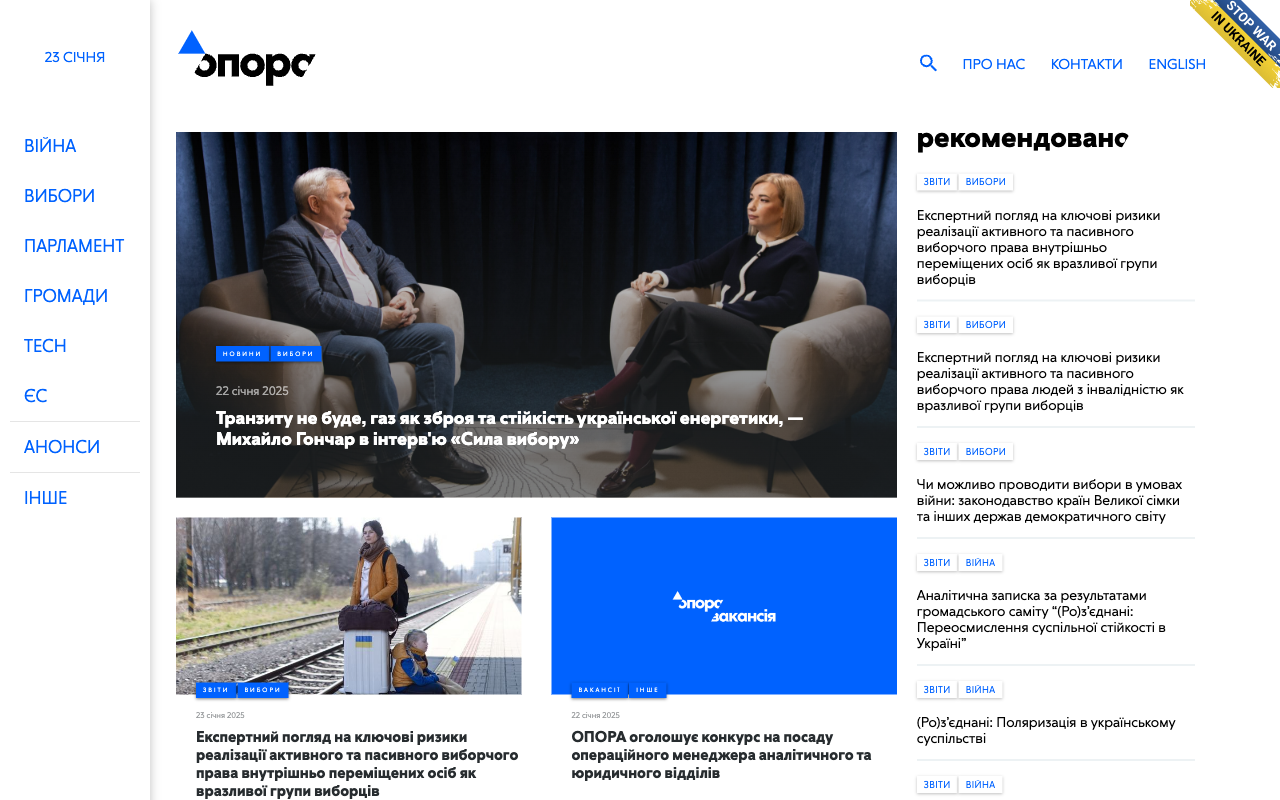 23 СІЧНЯ
ВІЙНА
ВИБОРИ
ПАРЛАМЕНТ
ГРОМАДИ
TECH
ЄС
АНОНСИ
ІНШЕ
опора
ПРО НАС
КОНТАКТИ
ENGLISH
STOP WAR
IN UKRAINE
НОВИНИ ВИБОРИ
22 січня 2025
Транзиту не буде, газ як зброя та стійкість української енергетики, —
Михайло Гончар в інтерв'ю «Сила вибору»
ЗВІТИ ВИБОРИ
23 січня 2025
Експертний погляд на ключові ризики
реалізації активного та пасивного виборчого
права внутрішньо переміщених осіб як
вразливої групи виборців
опора
вакансія
ВАКАНСІЇ ІНШЕ
22 січня 2025
ОПОРА оголошує конкурс на посаду
операційного менеджера аналітичного та
юридичного відділів
рекомендовано
ЗВІТИ ВИБОРИ
Експертний погляд на ключові ризики
реалізації активного та пасивного
виборчого права внутрішньо
переміщених осіб як вразливої групи
виборців
ЗВІТИ ВИБОРИ
Експертний погляд на ключові ризики
реалізації активного та пасивного
виборчого права людей з інвалідністю як
вразливої групи виборців
ЗВІТИ ВИБОРИ
Чи можливо проводити вибори в умовах
війни: законодавство країн Великої сімки
та інших держав демократичного світу
ЗВІТИ ВІЙНА
Аналітична записка за результатами
громадського саміту “(Ро)з’єднані:
Переосмислення суспільної стійкості в
Україні”
ЗВІТИ ВІЙНА
(Ро)з’єднані: Поляризація в українському
суспільстві
ЗВІТИ ВІЙНА